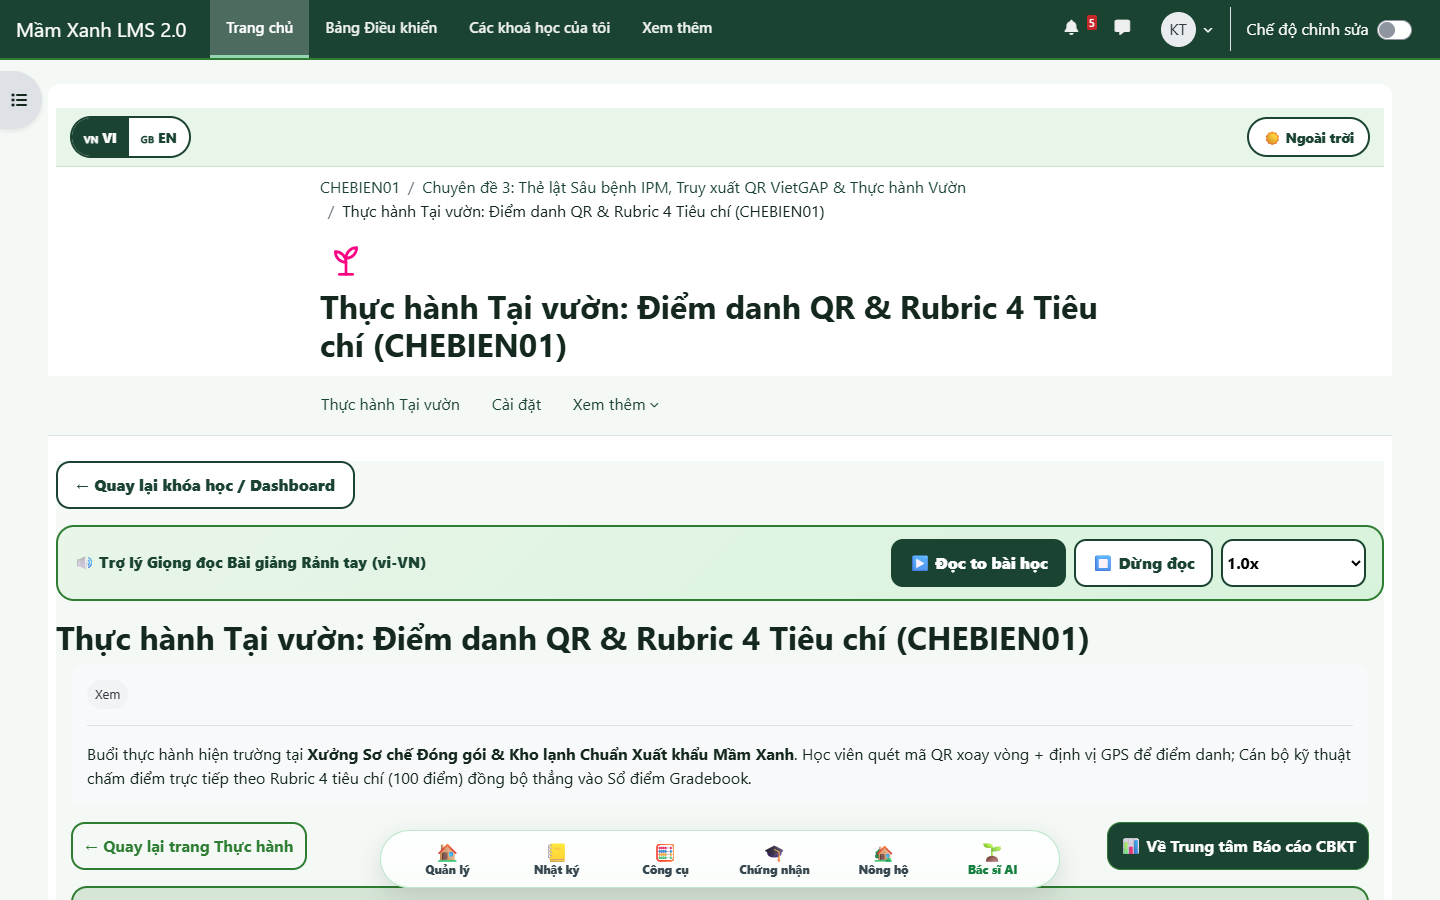 Mầm Xanh LMS 2.0
Trang chủ
Bảng Điều khiển
Các khoá học của tôi
Xem thêm
5
KT
Chế độ chỉnh sửa
VN VI
GB EN
Ngoài trời
CHEBIEN01 / Chuyên đề 3: Thẻ lật Sâu bệnh IPM, Truy xuất QR VietGAP & Thực hành Vườn
/ Thực hành Tại vườn: Điểm danh QR & Rubric 4 Tiêu chí (CHEBIEN01)
Thực hành Tại vườn: Điểm danh QR & Rubric 4 Tiêu
chí (CHEBIEN01)
Thực hành Tại vườn
Cài đặt
Xem thêm
← Quay lại khóa học / Dashboard
Trợ lý Giọng đọc Bài giảng Rảnh tay (vi-VN)
Đọc to bài học
Dừng đọc
1.0x
Thực hành Tại vườn: Điểm danh QR & Rubric 4 Tiêu chí (CHEBIEN01)
Xem
Buổi thực hành hiện trường tại Xưởng Sơ chế Đóng gói & Kho lạnh Chuẩn Xuất khẩu Mầm Xanh. Học viên quét mã QR xoay vòng + định vị GPS để điểm danh; Cán bộ kỹ thuật
chấm điểm trực tiếp theo Rubric 4 tiêu chí (100 điểm) đồng bộ thẳng vào Sổ điểm Gradebook.
← Quay lại trang Thực hành
Về Trung tâm Báo cáo CBKT
Quản lý
Nhật ký
Công cụ
Chứng nhận
Nông hộ
Bác sĩ AI